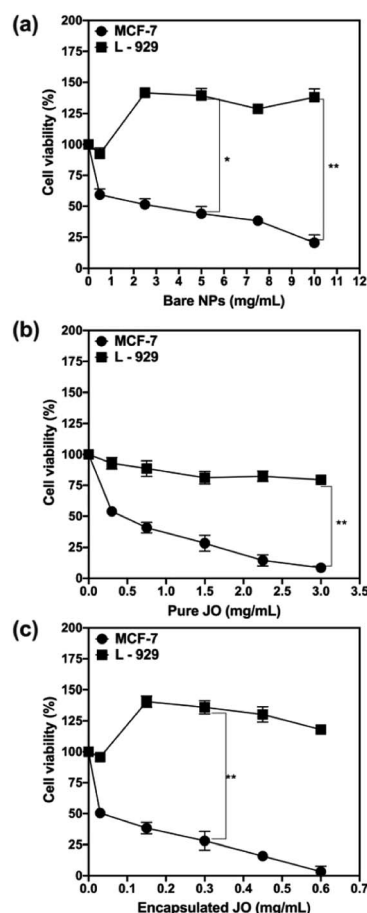 (a)
MCF-7
L - 929
Cell viability (%)
200
175
150
125
100
75
50
25
0
*
**
0 1 2 3 4 5 6 7 8 9 10 11 12
Bare NPs (mg/mL)
(b)
MCF-7
L - 929
Cell viability (%)
200
175
150
125
100
75
50
25
0
**
0.0 0.5 1.0 1.5 2.0 2.5 3.0 3.5
Pure JO (mg/mL)
(c)
MCF-7
L - 929
Cell viability (%)
200
175
150
125
100
75
50
25
0
**
0.0 0.1 0.2 0.3 0.4 0.5 0.6 0.7
Encapsulated JO (mg/mL)